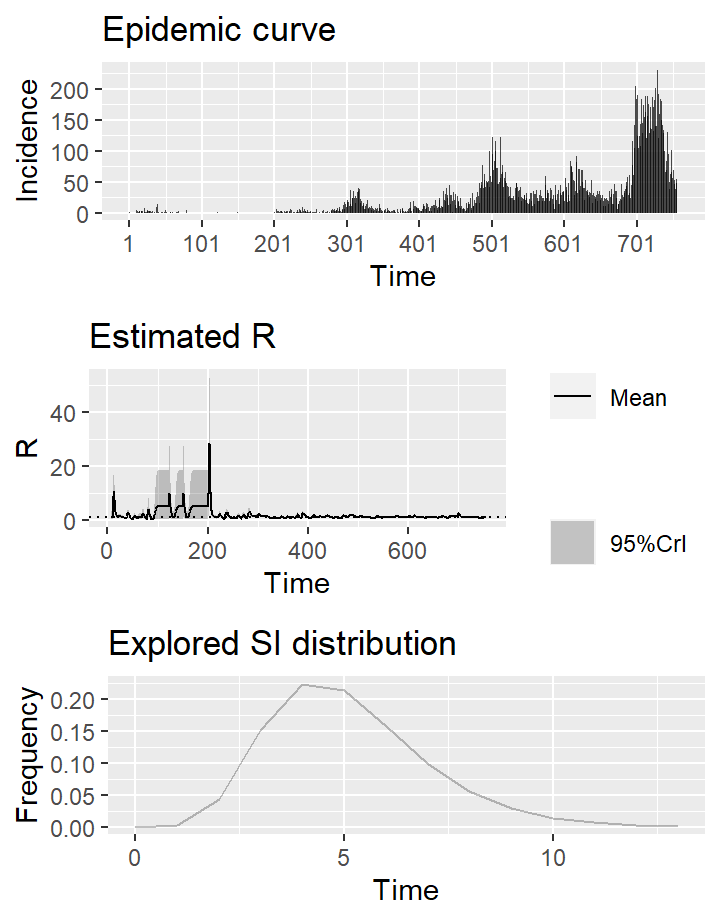 Epidemic curve
Incidence
200
150
100
50
0
1 101 201 301 401 501 601 701
Time
Estimated R
R
40
20
0
0 200 400 600
Time
Mean
95%CrI
Explored SI distribution
Frequency
0.20
0.15
0.10
0.05
0.00
0 5 10
Time